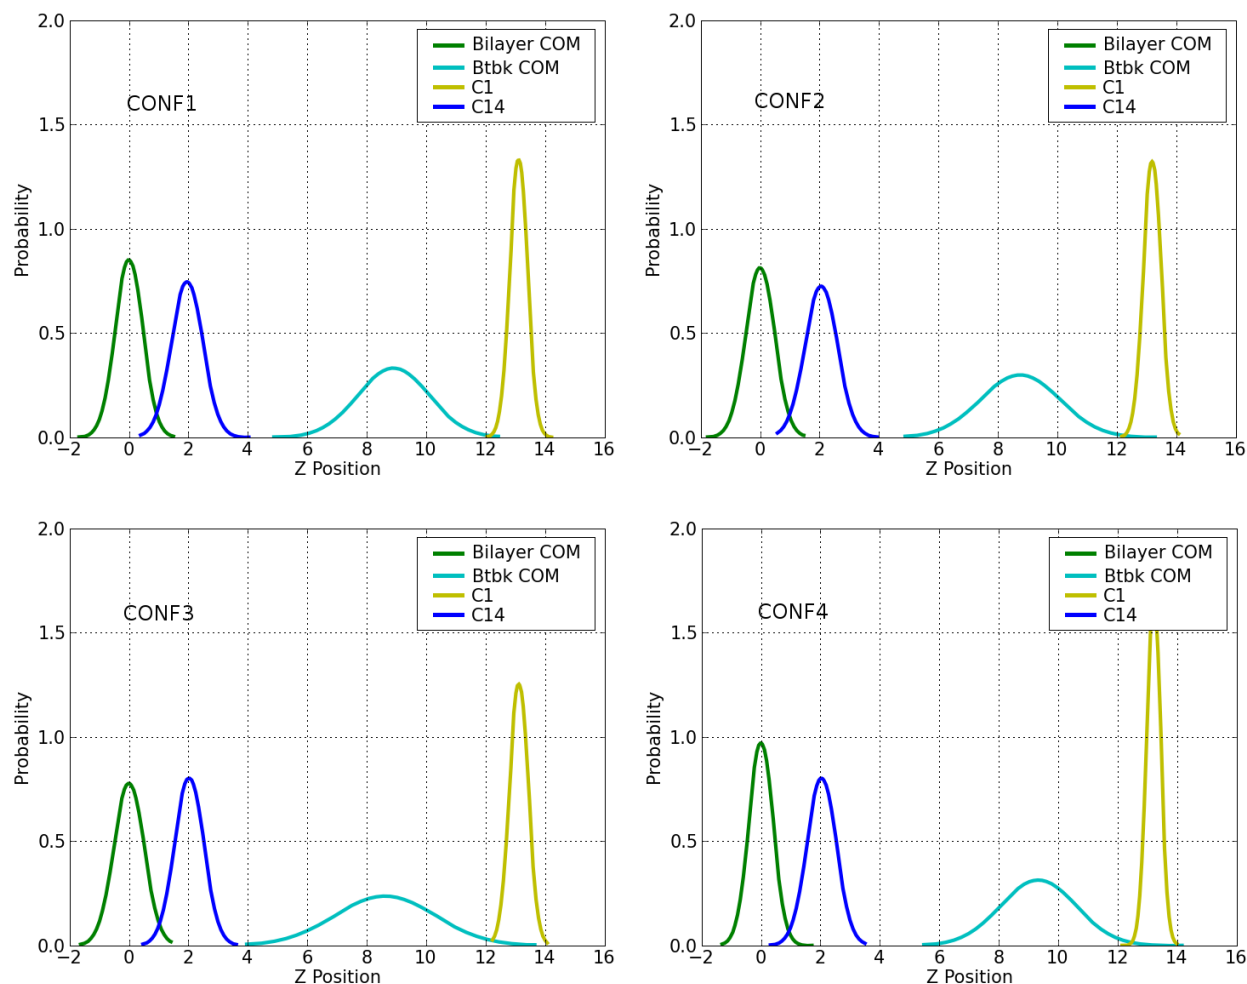 2.0
1.5
1.0
0.5
0.0
Probability
CONF1
Bilayer COM
Btbk COM
C1
C14
−2 0 2 4 6 8 10 12 14 16
Z Position
2.0
1.5
1.0
0.5
0.0
Probability
CONF2
Bilayer COM
Btbk COM
C1
C14
−2 0 2 4 6 8 10 12 14 16
Z Position
2.0
1.5
1.0
0.5
0.0
Probability
CONF3
Bilayer COM
Btbk COM
C1
C14
−2 0 2 4 6 8 10 12 14 16
Z Position
2.0
1.5
1.0
0.5
0.0
Probability
CONF4
Bilayer COM
Btbk COM
C1
C14
−2 0 2 4 6 8 10 12 14 16
Z Position